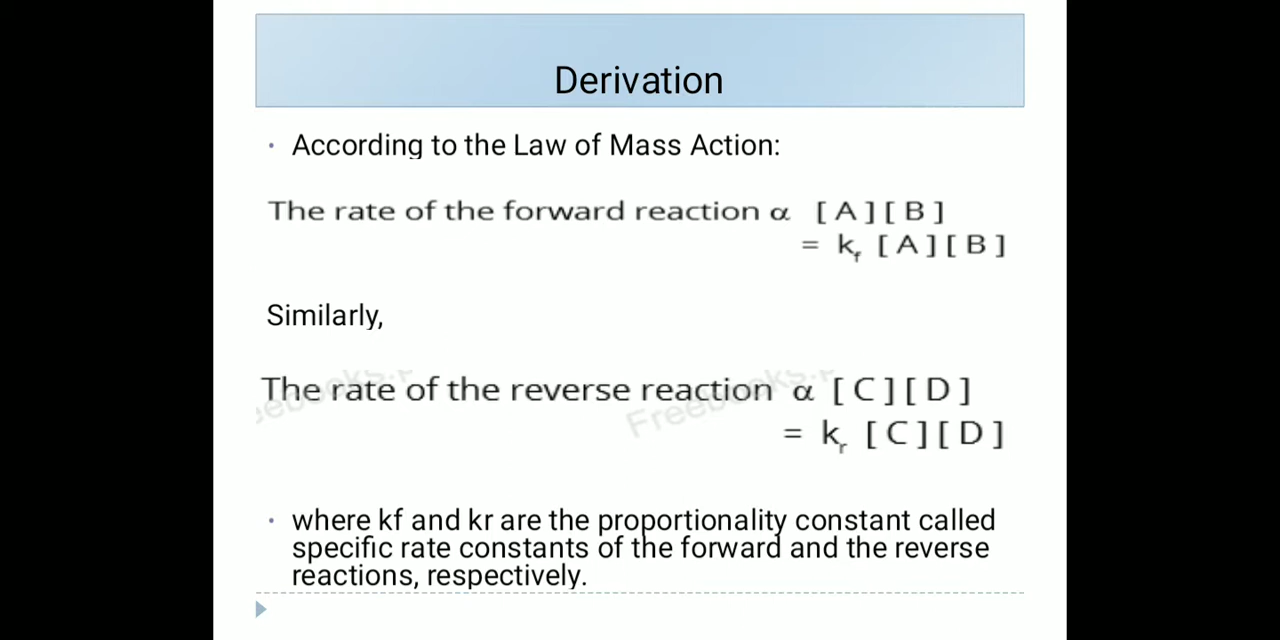 Derivation
• According to the Law of Mass Action:
The rate of the forward reaction α [A][B]
= kf [A][B]
Similarly,
The rate of the reverse reaction α [C][D]
= kr [C][D]
• where kf and kr are the proportionality constant called
specific rate constants of the forward and the reverse
reactions, respectively.